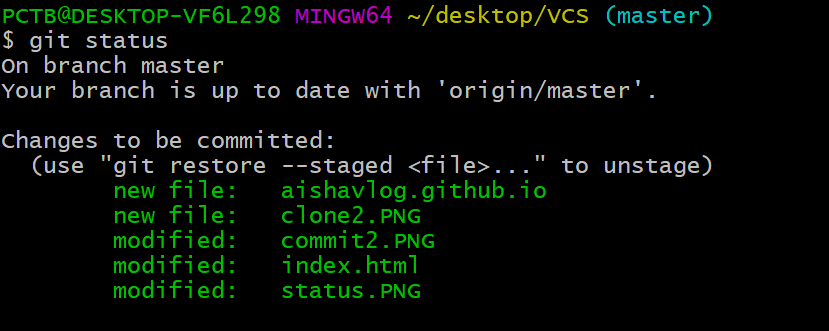 PCTB@DESKTOP-VF6L298 MINGW64 ~/desktop/VCS (master)
$ git status
On branch master
Your branch is up to date with 'origin/master'.
Changes to be committed:
(use "git restore --staged <file>..." to unstage)
new file: aishavlog.github.io
new file: clone2.PNG
modified: commit2.PNG
modified: index.html
modified: status.PNG